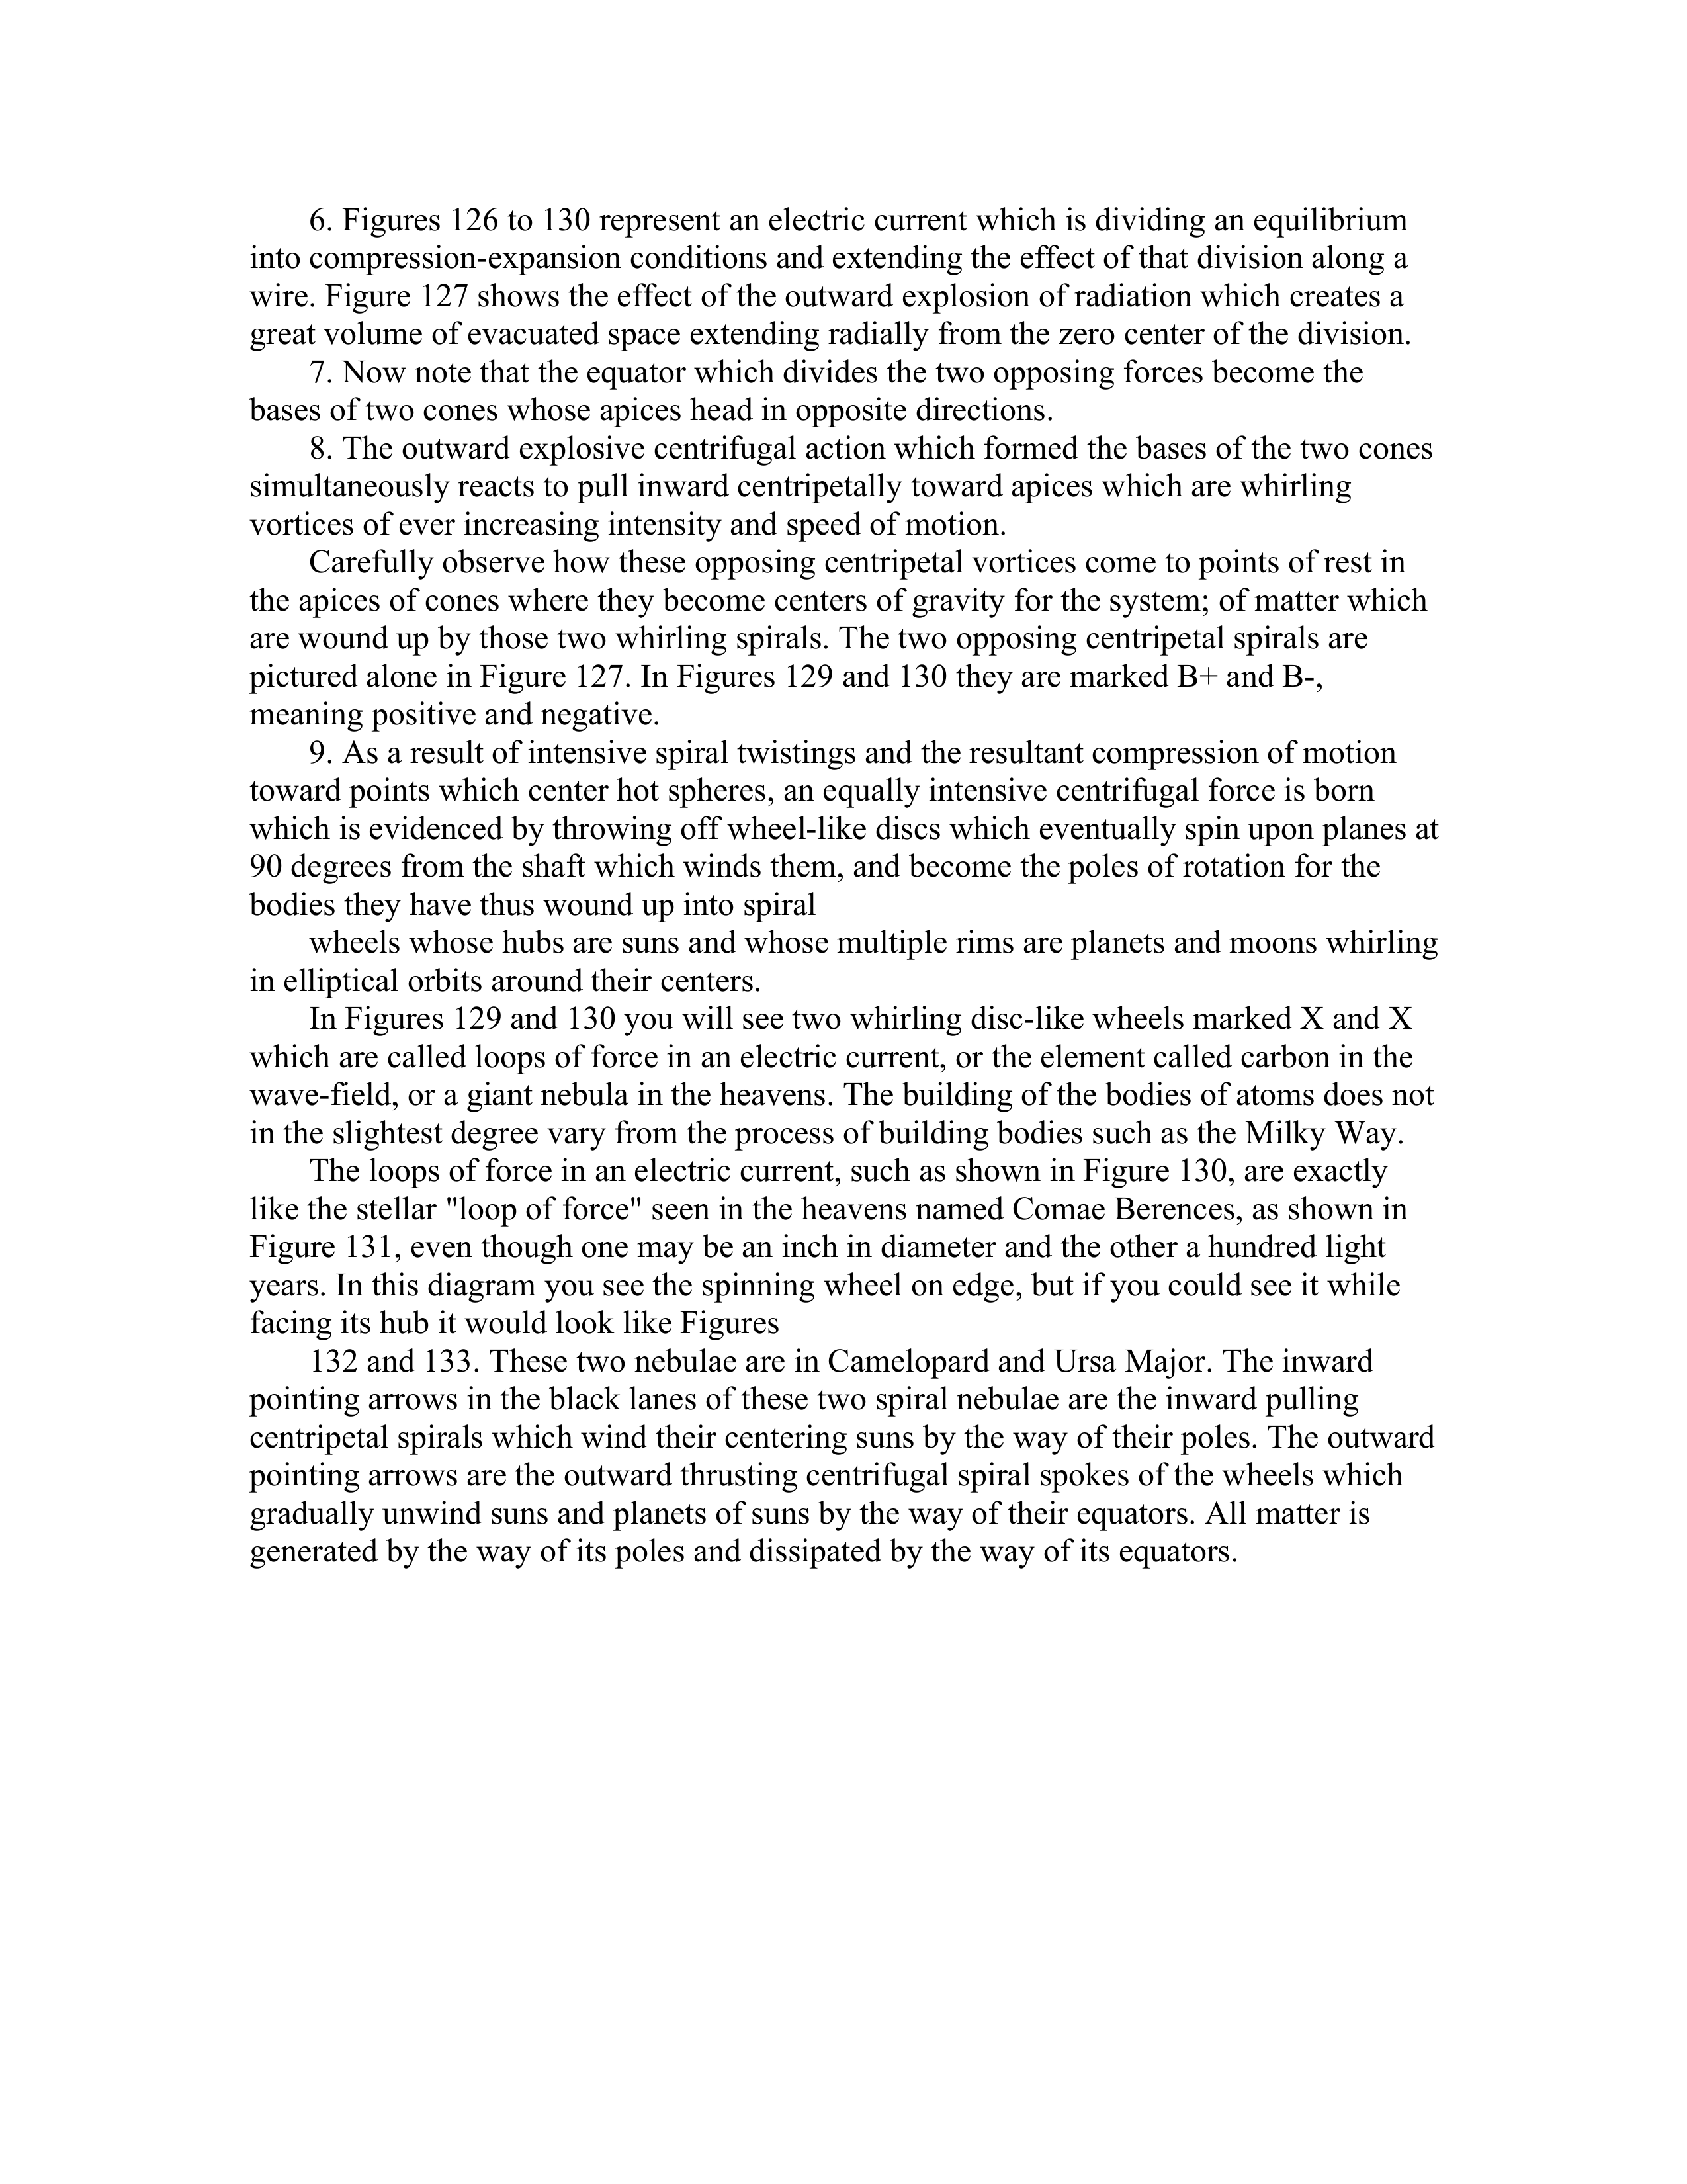 6. Figures 126 to 130 represent an electric current which is dividing an equilibrium
into compression-expansion conditions and extending the effect of that division along a
wire. Figure 127 shows the effect of the outward explosion of radiation which creates a
great volume of evacuated space extending radially from the zero center of the division.
7. Now note that the equator which divides the two opposing forces become the
bases of two cones whose apices head in opposite directions.
8. The outward explosive centrifugal action which formed the bases of the two cones
simultaneously reacts to pull inward centripetally toward apices which are whirling
vortices of ever increasing intensity and speed of motion.
Carefully observe how these opposing centripetal vortices come to points of rest in
the apices of cones where they become centers of gravity for the system; of matter which
are wound up by those two whirling spirals. The two opposing centripetal spirals are
pictured alone in Figure 127. In Figures 129 and 130 they are marked B+ and B-,
meaning positive and negative.
9. As a result of intensive spiral twistings and the resultant compression of motion
toward points which center hot spheres, an equally intensive centrifugal force is born
which is evidenced by throwing off wheel-like discs which eventually spin upon planes at
90 degrees from the shaft which winds them, and become the poles of rotation for the
bodies they have thus wound up into spiral
wheels whose hubs are suns and whose multiple rims are planets and moons whirling
in elliptical orbits around their centers.
In Figures 129 and 130 you will see two whirling disc-like wheels marked X and X
which are called loops of force in an electric current, or the element called carbon in the
wave-field, or a giant nebula in the heavens. The building of the bodies of atoms does not
in the slightest degree vary from the process of building bodies such as the Milky Way.
The loops of force in an electric current, such as shown in Figure 130, are exactly
like the stellar "loop of force" seen in the heavens named Comae Berences, as shown in
Figure 131, even though one may be an inch in diameter and the other a hundred light
years. In this diagram you see the spinning wheel on edge, but if you could see it while
facing its hub it would look like Figures
132 and 133. These two nebulae are in Camelopard and Ursa Major. The inward
pointing arrows in the black lanes of these two spiral nebulae are the inward pulling
centripetal spirals which wind their centering suns by the way of their poles. The outward
pointing arrows are the outward thrusting centrifugal spiral spokes of the wheels which
gradually unwind suns and planets of suns by the way of their equators. All matter is
generated by the way of its poles and dissipated by the way of its equators.